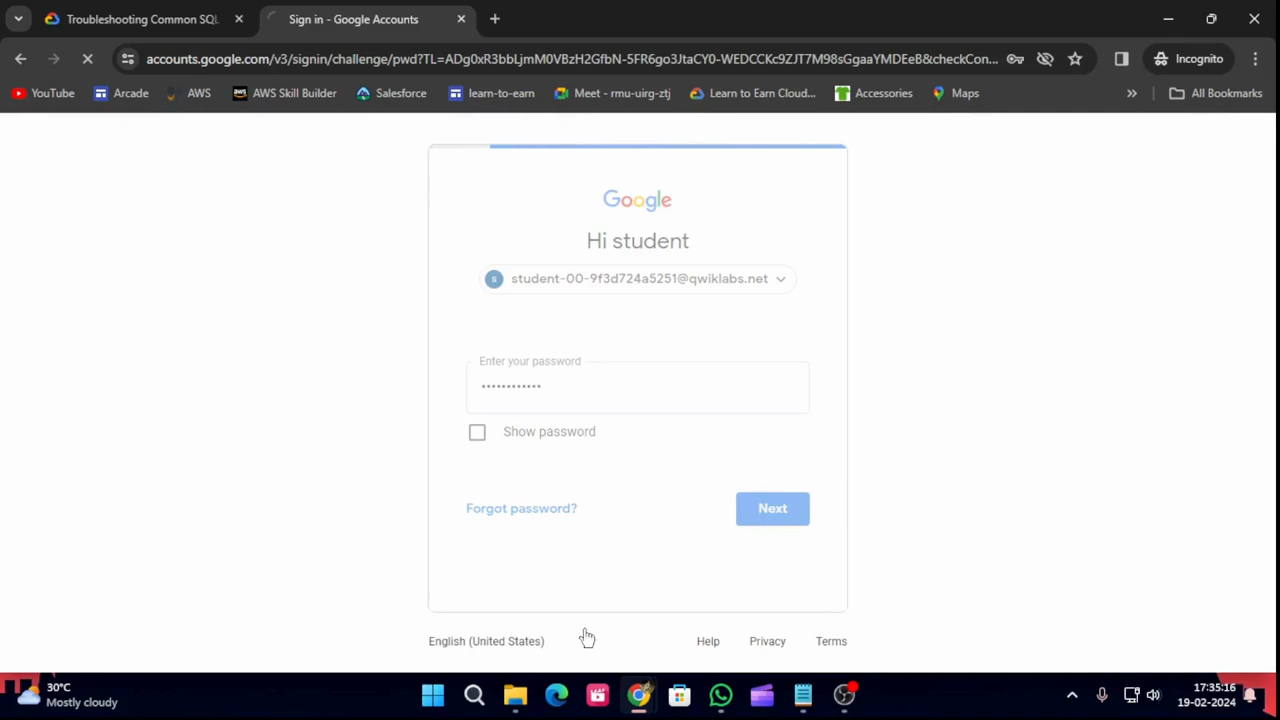 Troubleshooting Common SQL
Sign in - Google Accounts
accounts.google.com/v3/signin/challenge/pwd?TL=ADg0xR3bbLjmM0VBzH2GfbN-5FR6go3JtaCY0-WEDCCKc9ZJT7M98sGgaaYMDEeB&checkCon...
Incognito
YouTube
Arcade
AWS
AWS Skill Builder
Salesforce
learn-to-earn
Meet - rmu-uirg-ztj
Learn to Earn Cloud...
Accessories
Maps
All Bookmarks
Google
Hi student
student-00-9f3d724a5251@qwiklabs.net
Enter your password
••••••••••••
Show password
Forgot password?
Next
English (United States)
Help
Privacy
Terms
30°C
Mostly cloudy
17:35:16
19-02-2024